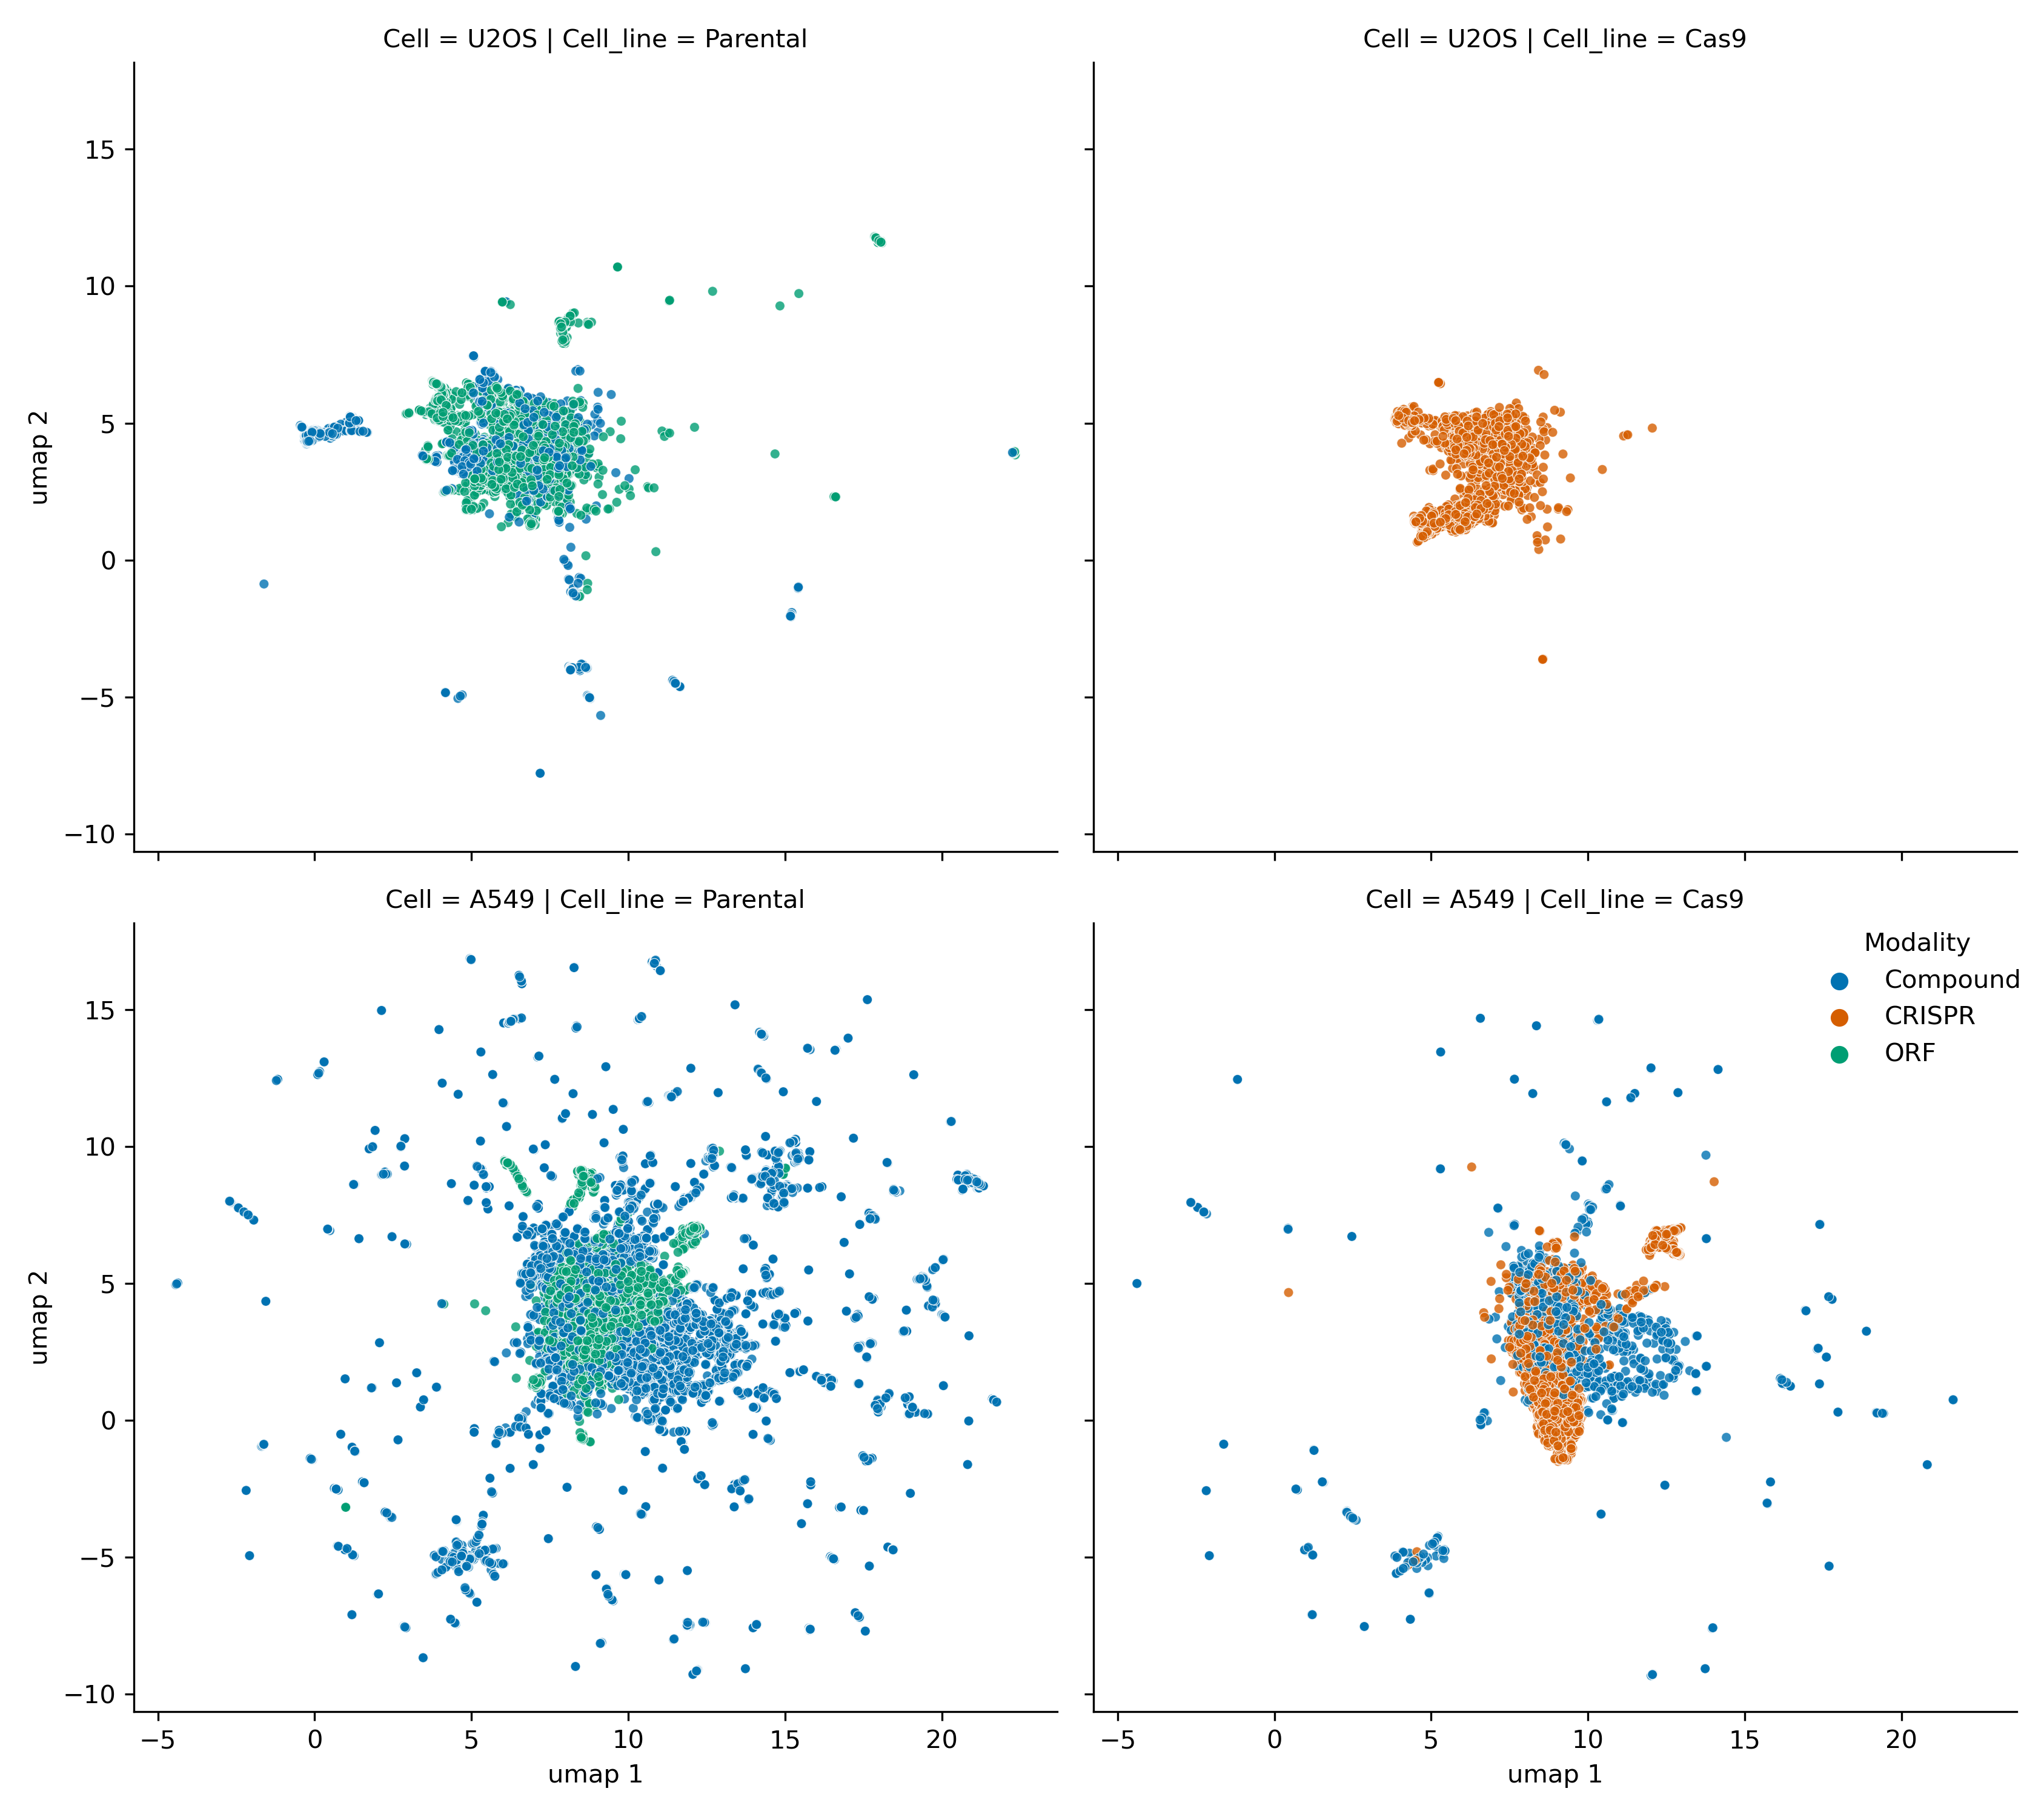 Cell = U2OS | Cell_line = Parental
Cell = U2OS | Cell_line = Cas9
15
10
5
0
−5
−10
umap 2
Cell = A549 | Cell_line = Parental
Cell = A549 | Cell_line = Cas9
Modality
Compound
CRISPR
ORF
15
10
5
0
−5
−10
umap 2
−5 0 5 10 15 20
−5 0 5 10 15 20
umap 1
umap 1